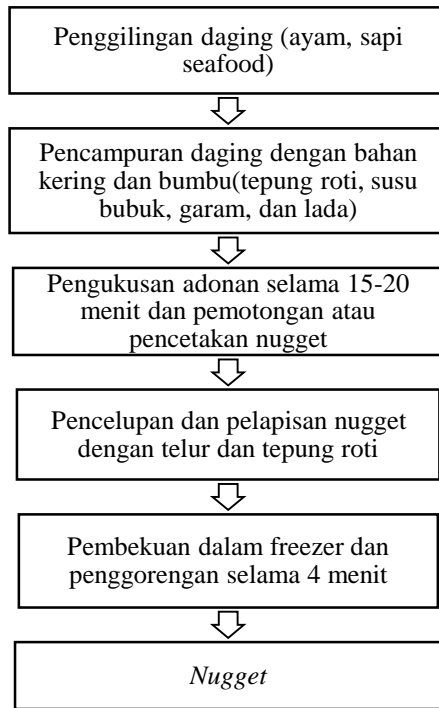 Penggilingan daging (ayam, sapi
seafood)
Pencampuran daging dengan bahan
kering dan bumbu(tepung roti, susu
bubuk, garam, dan lada)
Pengukusan adonan selama 15-20
menit dan pemotongan atau
pencetakan nugget
Pencelupan dan pelapisan nugget
dengan telur dan tepung roti
Pembekuan dalam freezer dan
penggorengan selama 4 menit
Nugget